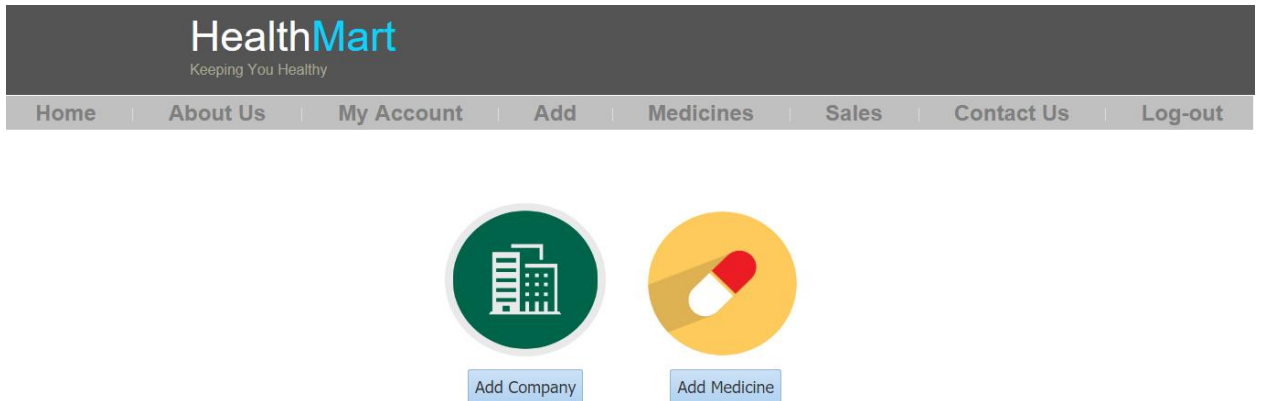 HealthMart
Keeping You Healthy
Home About Us My Account Add Medicines Sales Contact Us Log-out
Add Company Add Medicine